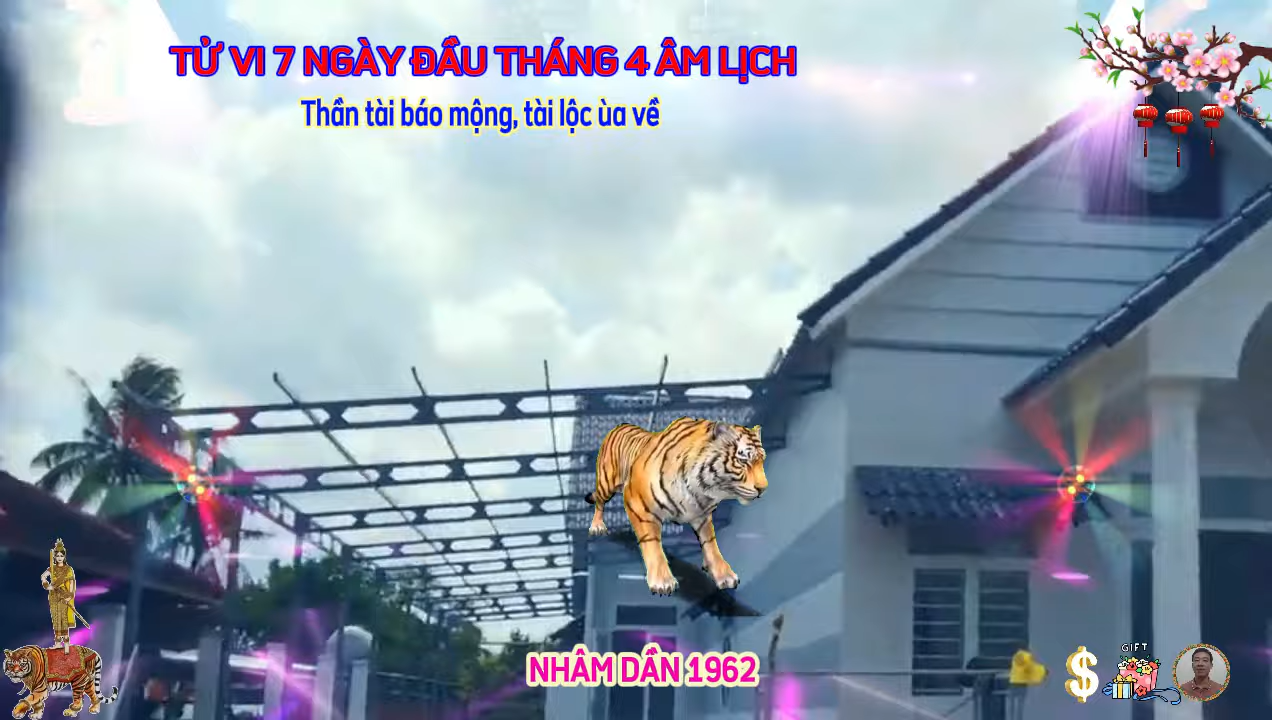 TỬ VI 7 NGÀY ĐẦU THÁNG 4 ÂM LỊCH
Thần tài báo mộng, tài lộc ùa về
NHÂM DẦN 1962
GIFT
$